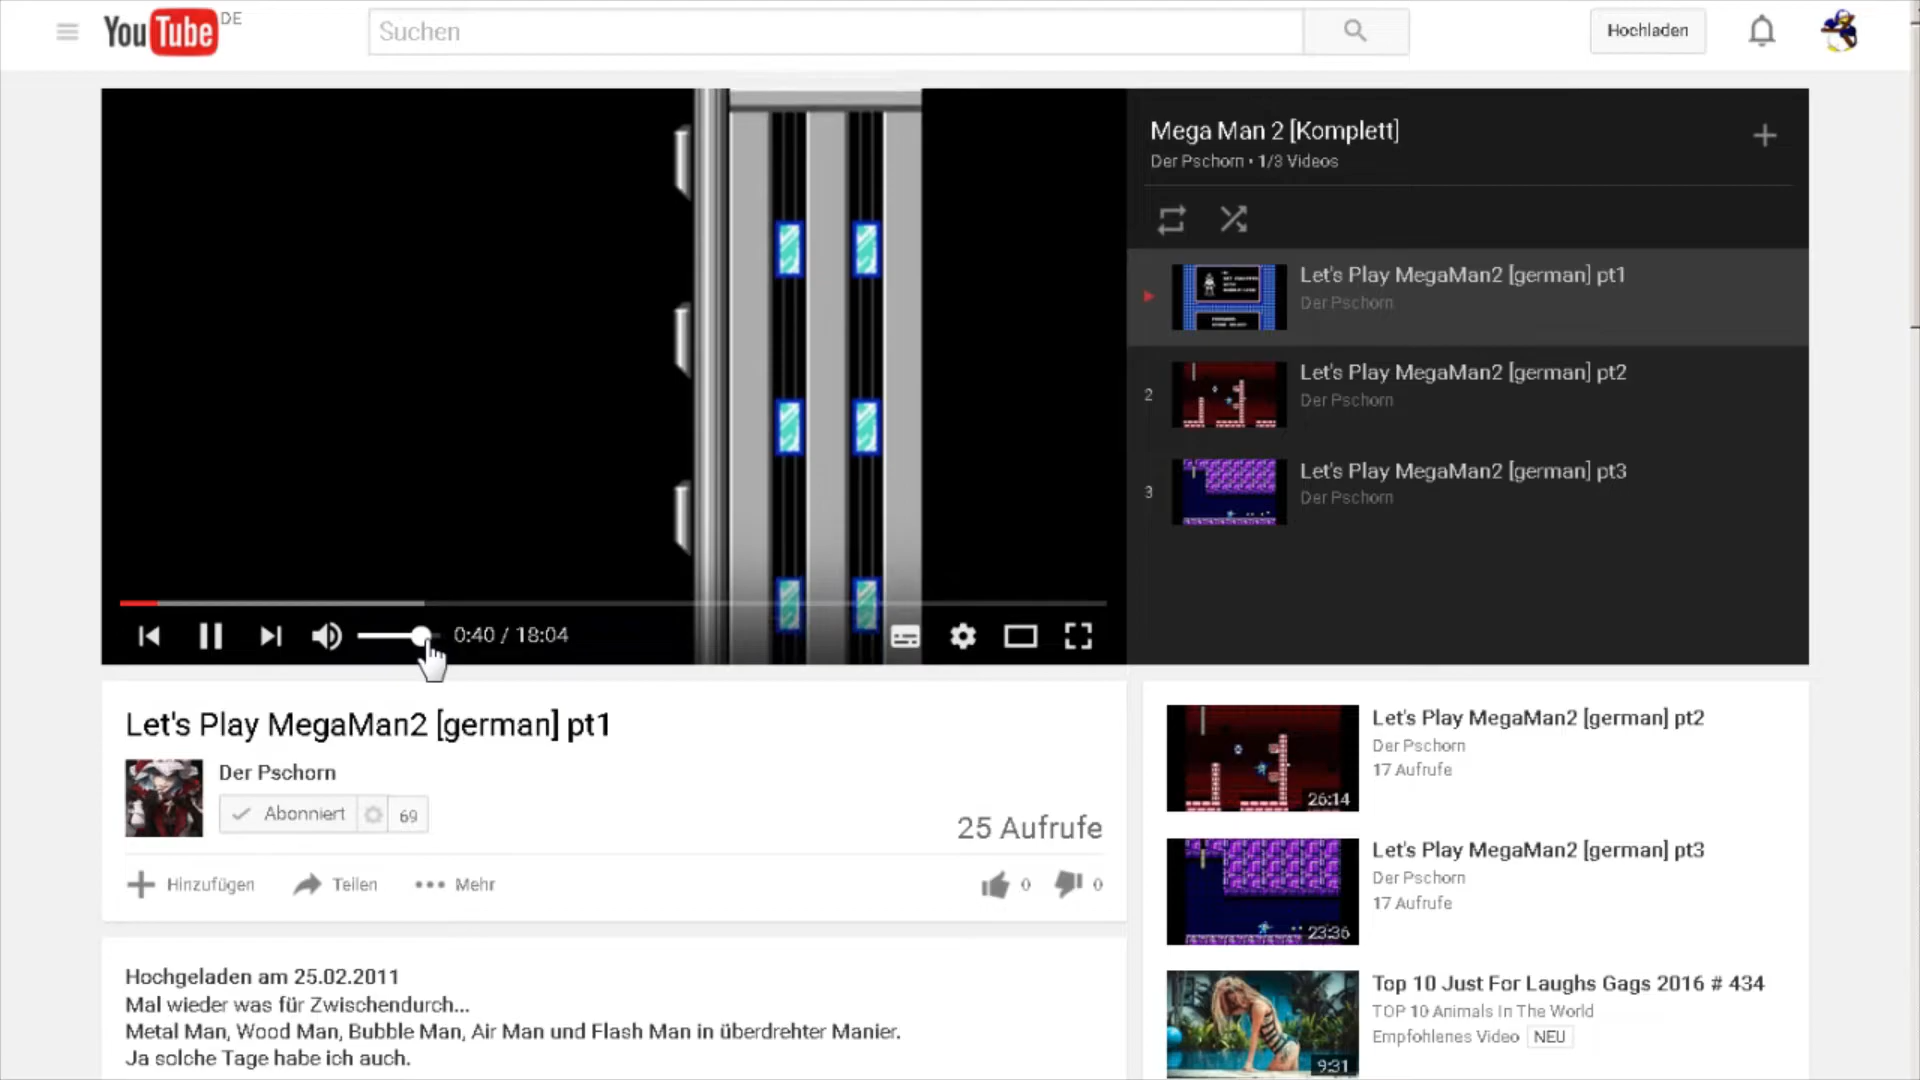 YouTube DE
Suchen
Hochladen
Mega Man 2 [Komplett]
Der Pschorn • 1/3 Videos
Let's Play MegaMan2 [german] pt1
Der Pschorn
2
Let's Play MegaMan2 [german] pt2
Der Pschorn
3
Let's Play MegaMan2 [german] pt3
Der Pschorn
0:40 / 18:04
Let's Play MegaMan2 [german] pt1
Der Pschorn
Abonniert 69
25 Aufrufe
Hinzufügen Teilen Mehr 0 0
Hochgeladen am 25.02.2011
Mal wieder was für Zwischendurch...
Metal Man, Wood Man, Bubble Man, Air Man und Flash Man in überdrehter Manier.
Ja solche Tage habe ich auch.
Let's Play MegaMan2 [german] pt2
Der Pschorn
17 Aufrufe
26:14
Let's Play MegaMan2 [german] pt3
Der Pschorn
17 Aufrufe
23:36
Top 10 Just For Laughs Gags 2016 # 434
TOP 10 Animals In The World
Empfohlenes Video NEU
9:31